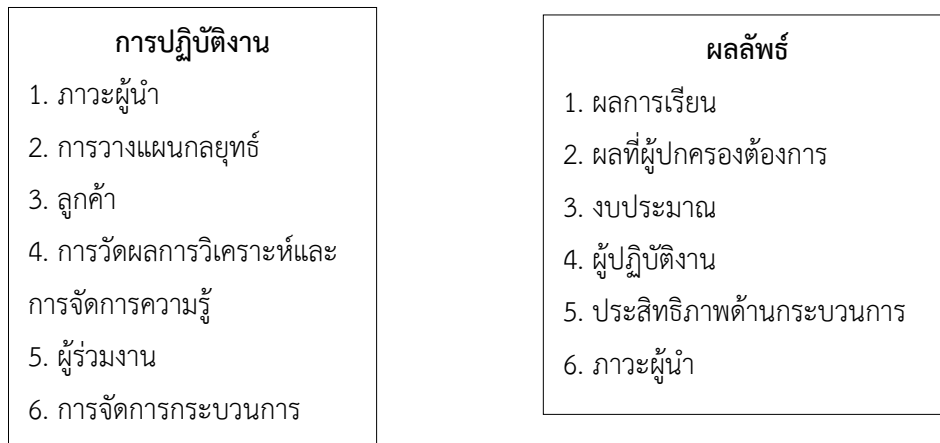 การปฏิบัติงาน
1. ภาวะผู้นำ
2. การวางแผนกลยุทธ์
3. ลูกค้า
4. การวัดผลการวิเคราะห์และ
การจัดการความรู้
5. ผู้ร่วมงาน
6. การจัดการกระบวนการ
ผลลัพธ์
1. ผลการเรียน
2. ผลที่ผู้ปกครองต้องการ
3. งบประมาณ
4. ผู้ปฏิบัติงาน
5. ประสิทธิภาพด้านกระบวนการ
6. ภาวะผู้นำ